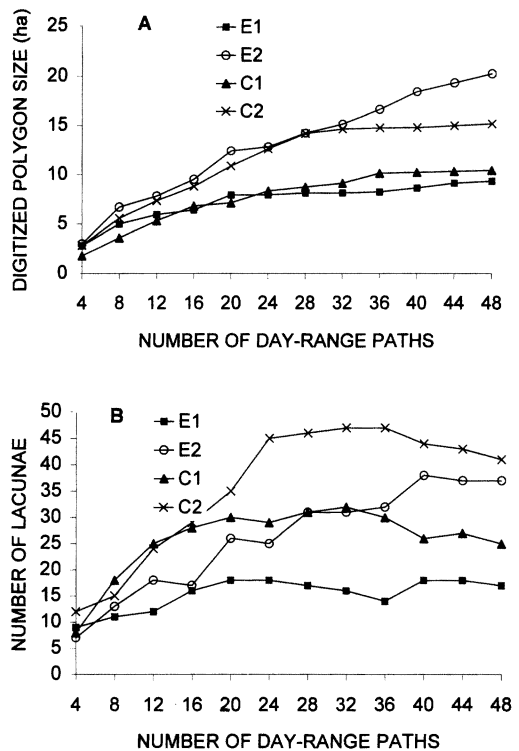 A
E1
E2
C1
C2
DIGITIZED POLYGON SIZE (ha)
25
20
15
10
5
0
4 8 12 16 20 24 28 32 36 40 44 48
NUMBER OF DAY-RANGE PATHS
B
E1
E2
C1
C2
NUMBER OF LACUNAE
50
45
40
35
30
25
20
15
10
5
0
4 8 12 16 20 24 28 32 36 40 44 48
NUMBER OF DAY-RANGE PATHS